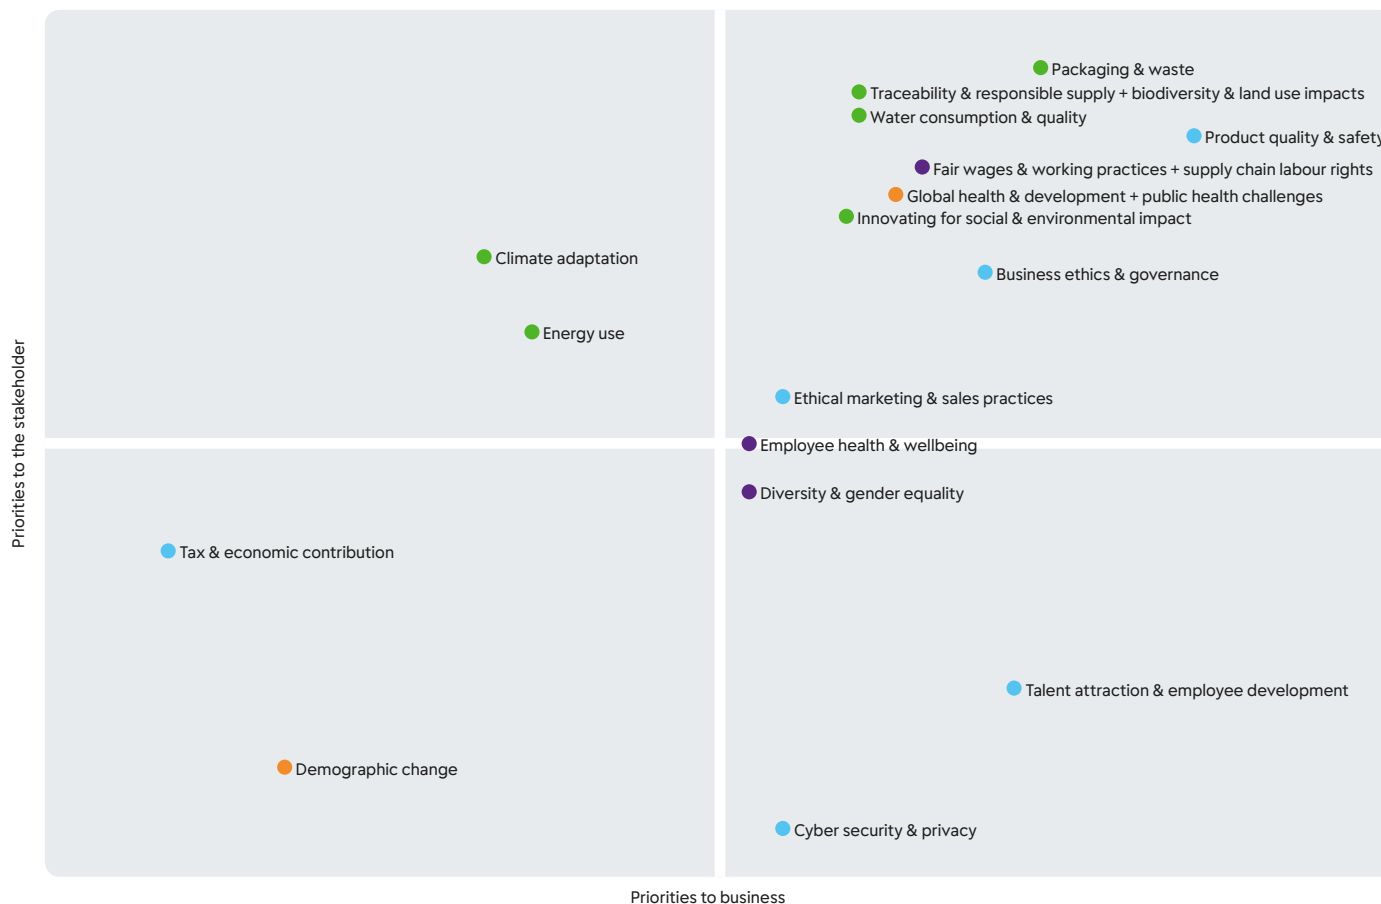 Packaging & waste
Traceability & responsible supply + biodiversity & land use impacts
Water consumption & quality
Product quality & safety
Fair wages & working practices + supply chain labour rights
Global health & development + public health challenges
Innovating for social & environmental impact
Climate adaptation
Business ethics & governance
Energy use
Ethical marketing & sales practices
Employee health & wellbeing
Diversity & gender equality
Tax & economic contribution
Talent attraction & employee development
Demographic change
Cyber security & privacy
Priorities to the stakeholder
Priorities to business